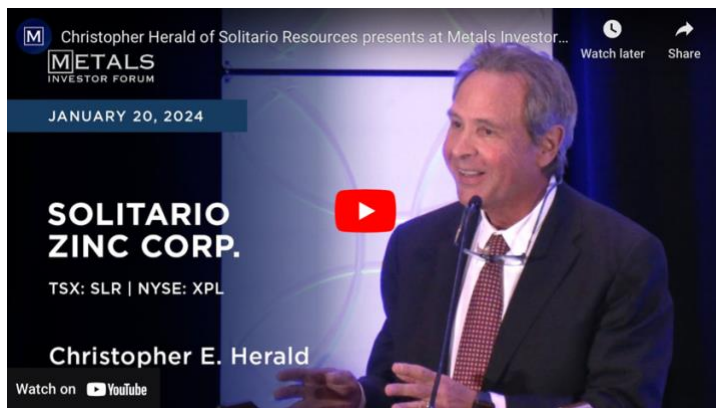 M
Christopher Herald of Solitario Resources presents at Metals Investor...
Watch later
Share
METALS
INVESTOR FORUM
JANUARY 20, 2024
SOLITARIO
ZINC CORP.
TSX: SLR | NYSE: XPL
Christopher E. Herald
Watch on YouTube